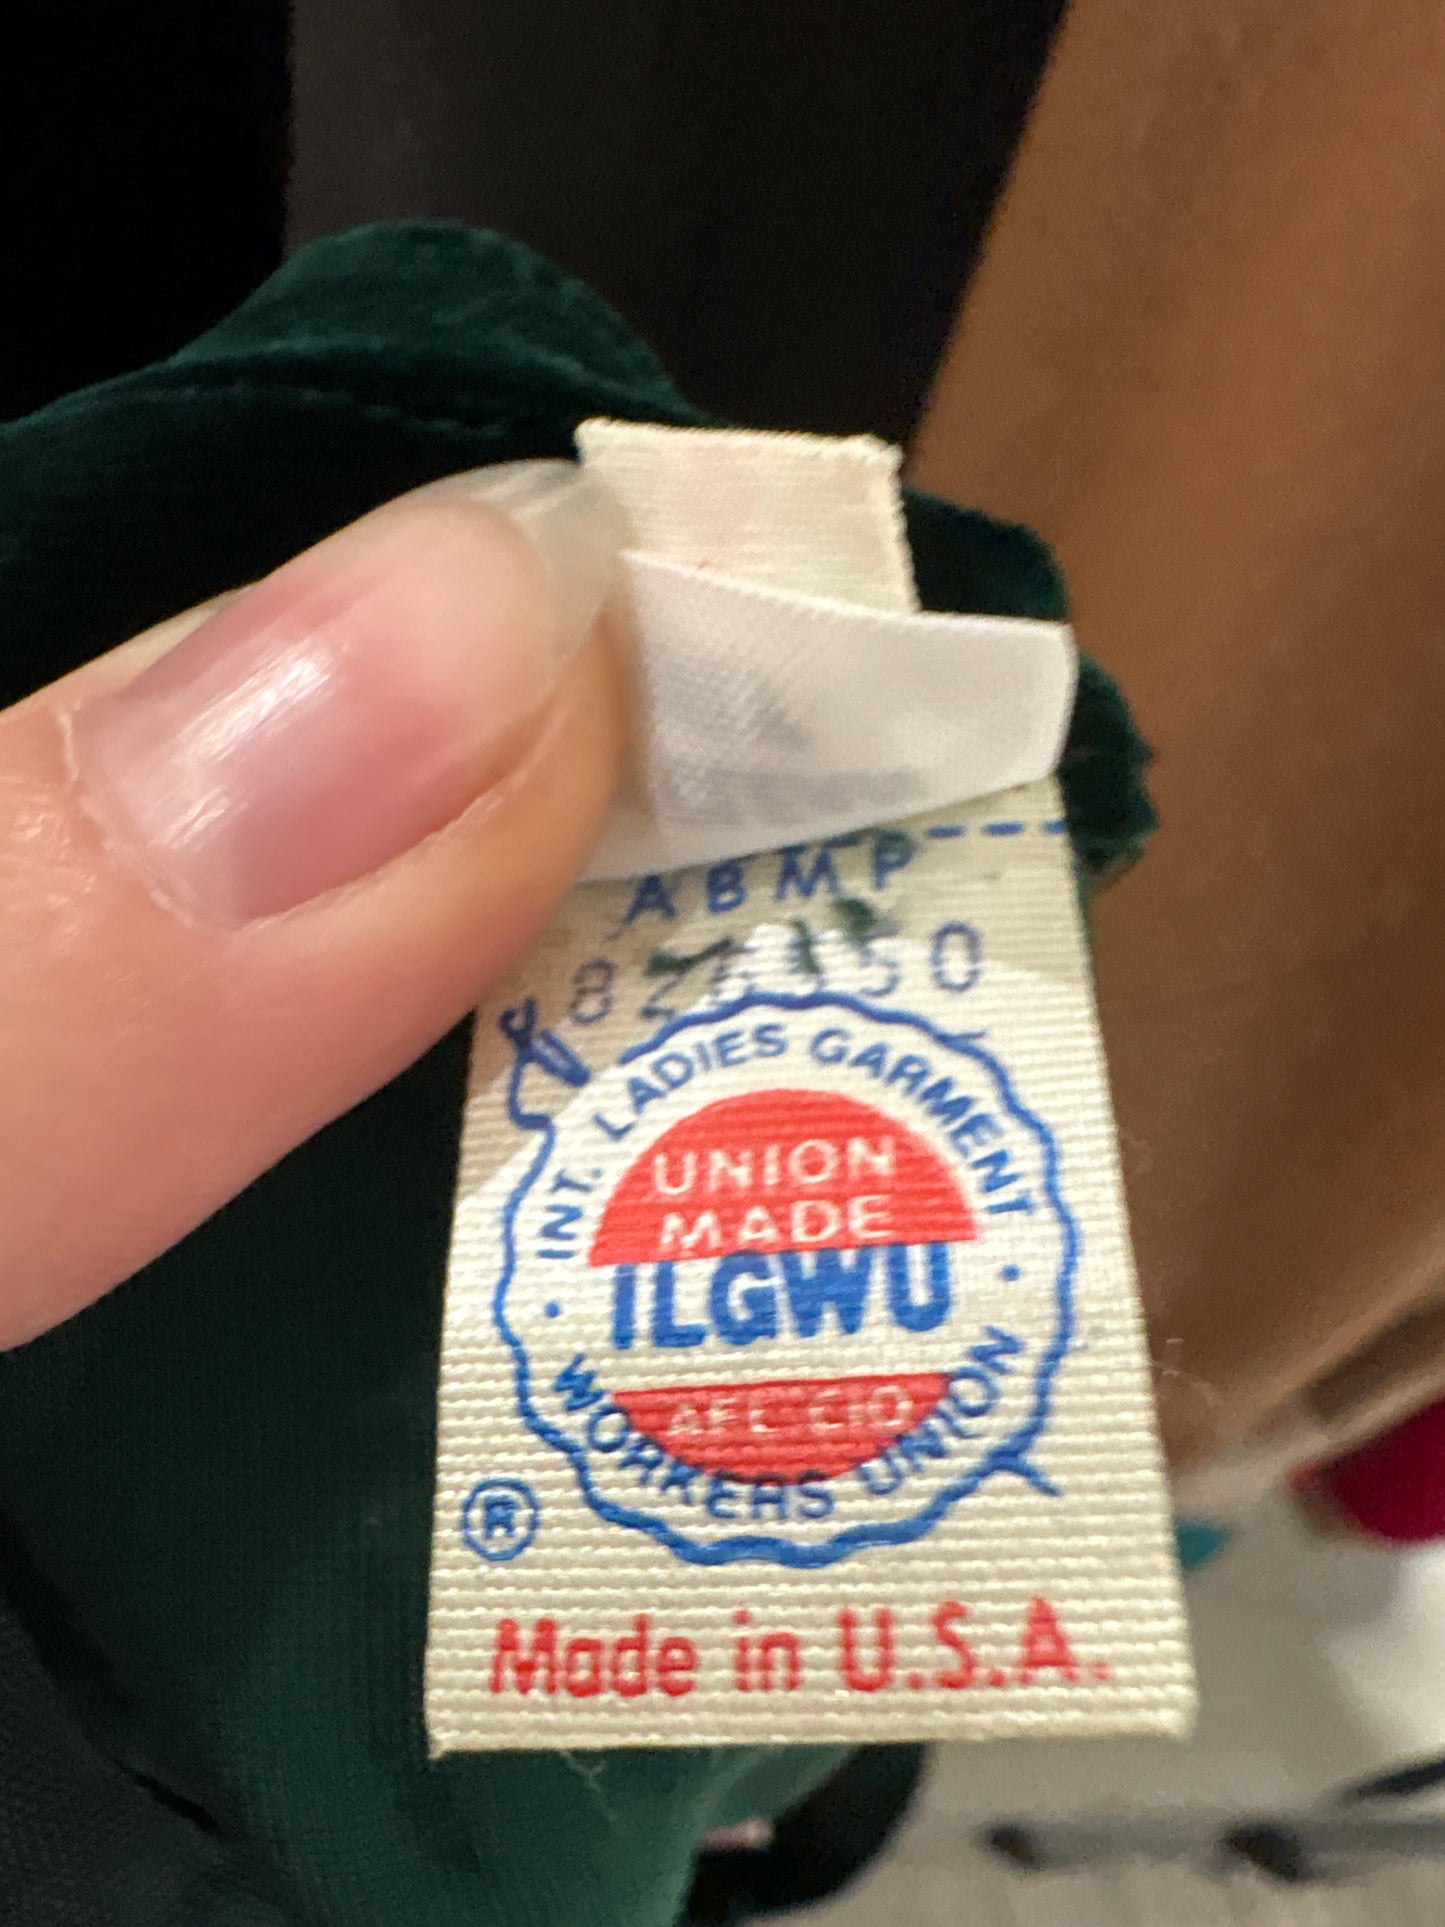 ABMP
INT. LADIES GARMENT
UNION
MADE
ILGWU
AFL CIO
WORKERS UNION
®
Made in U.S.A.